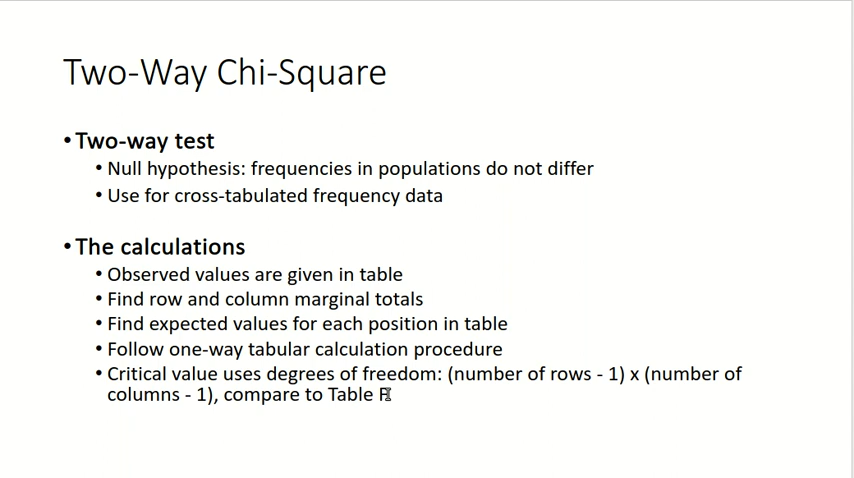 Two-Way Chi-Square
• Two-way test
• Null hypothesis: frequencies in populations do not differ
• Use for cross-tabulated frequency data
• The calculations
• Observed values are given in table
• Find row and column marginal totals
• Find expected values for each position in table
• Follow one-way tabular calculation procedure
• Critical value uses degrees of freedom: (number of rows - 1) x (number of
columns - 1), compare to Table